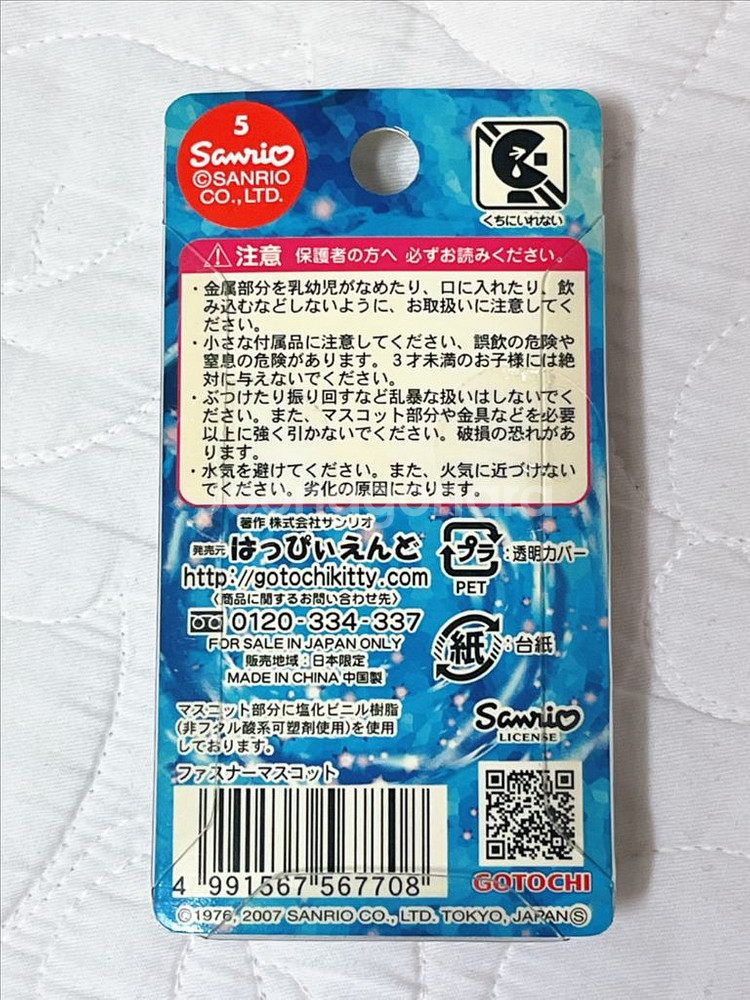 5
Sanrio
©SANRIO
CO.,LTD.
くちにいれない
注意 保護者の方へ 必ずお読みください。
・金属部分を乳幼児がなめたり、口に入れたり、飲
み込むなどしないように、お取扱いに注意してく
ださい。
・小さな付属品に注意してください、誤飲の危険や
窒息の危険があります。3才未満のお子様には絶
対に与えないでください。
・ぶつけたり振り回すなど乱暴な扱いはしないでく
ださい。また、マスコット部分や金具などを必要
以上に強く引かないでください。破損の恐れがあ
ります。
・水気を避けてください。また、火気に近づけない
でください。劣化の原因になります。
著作 株式会社サンリオ
発売元 はっぴぃえんど
http://gotochikitty.com
〈商品に関するお問い合わせ先〉
0120-334-337
FOR SALE IN JAPAN ONLY
販売地域：日本限定
MADE IN CHINA 中国製
プラ：透明カバー
PET
紙：台紙
マスコット部分に塩化ビニル樹脂
(非フタル酸系可塑剤使用)を使用
しております。
Sanrio
LICENSE
ファスナーマスコット
4 991567 567708
GOTOCHI
©1976, 2007 SANRIO CO., LTD. TOKYO, JAPAN Ⓢ